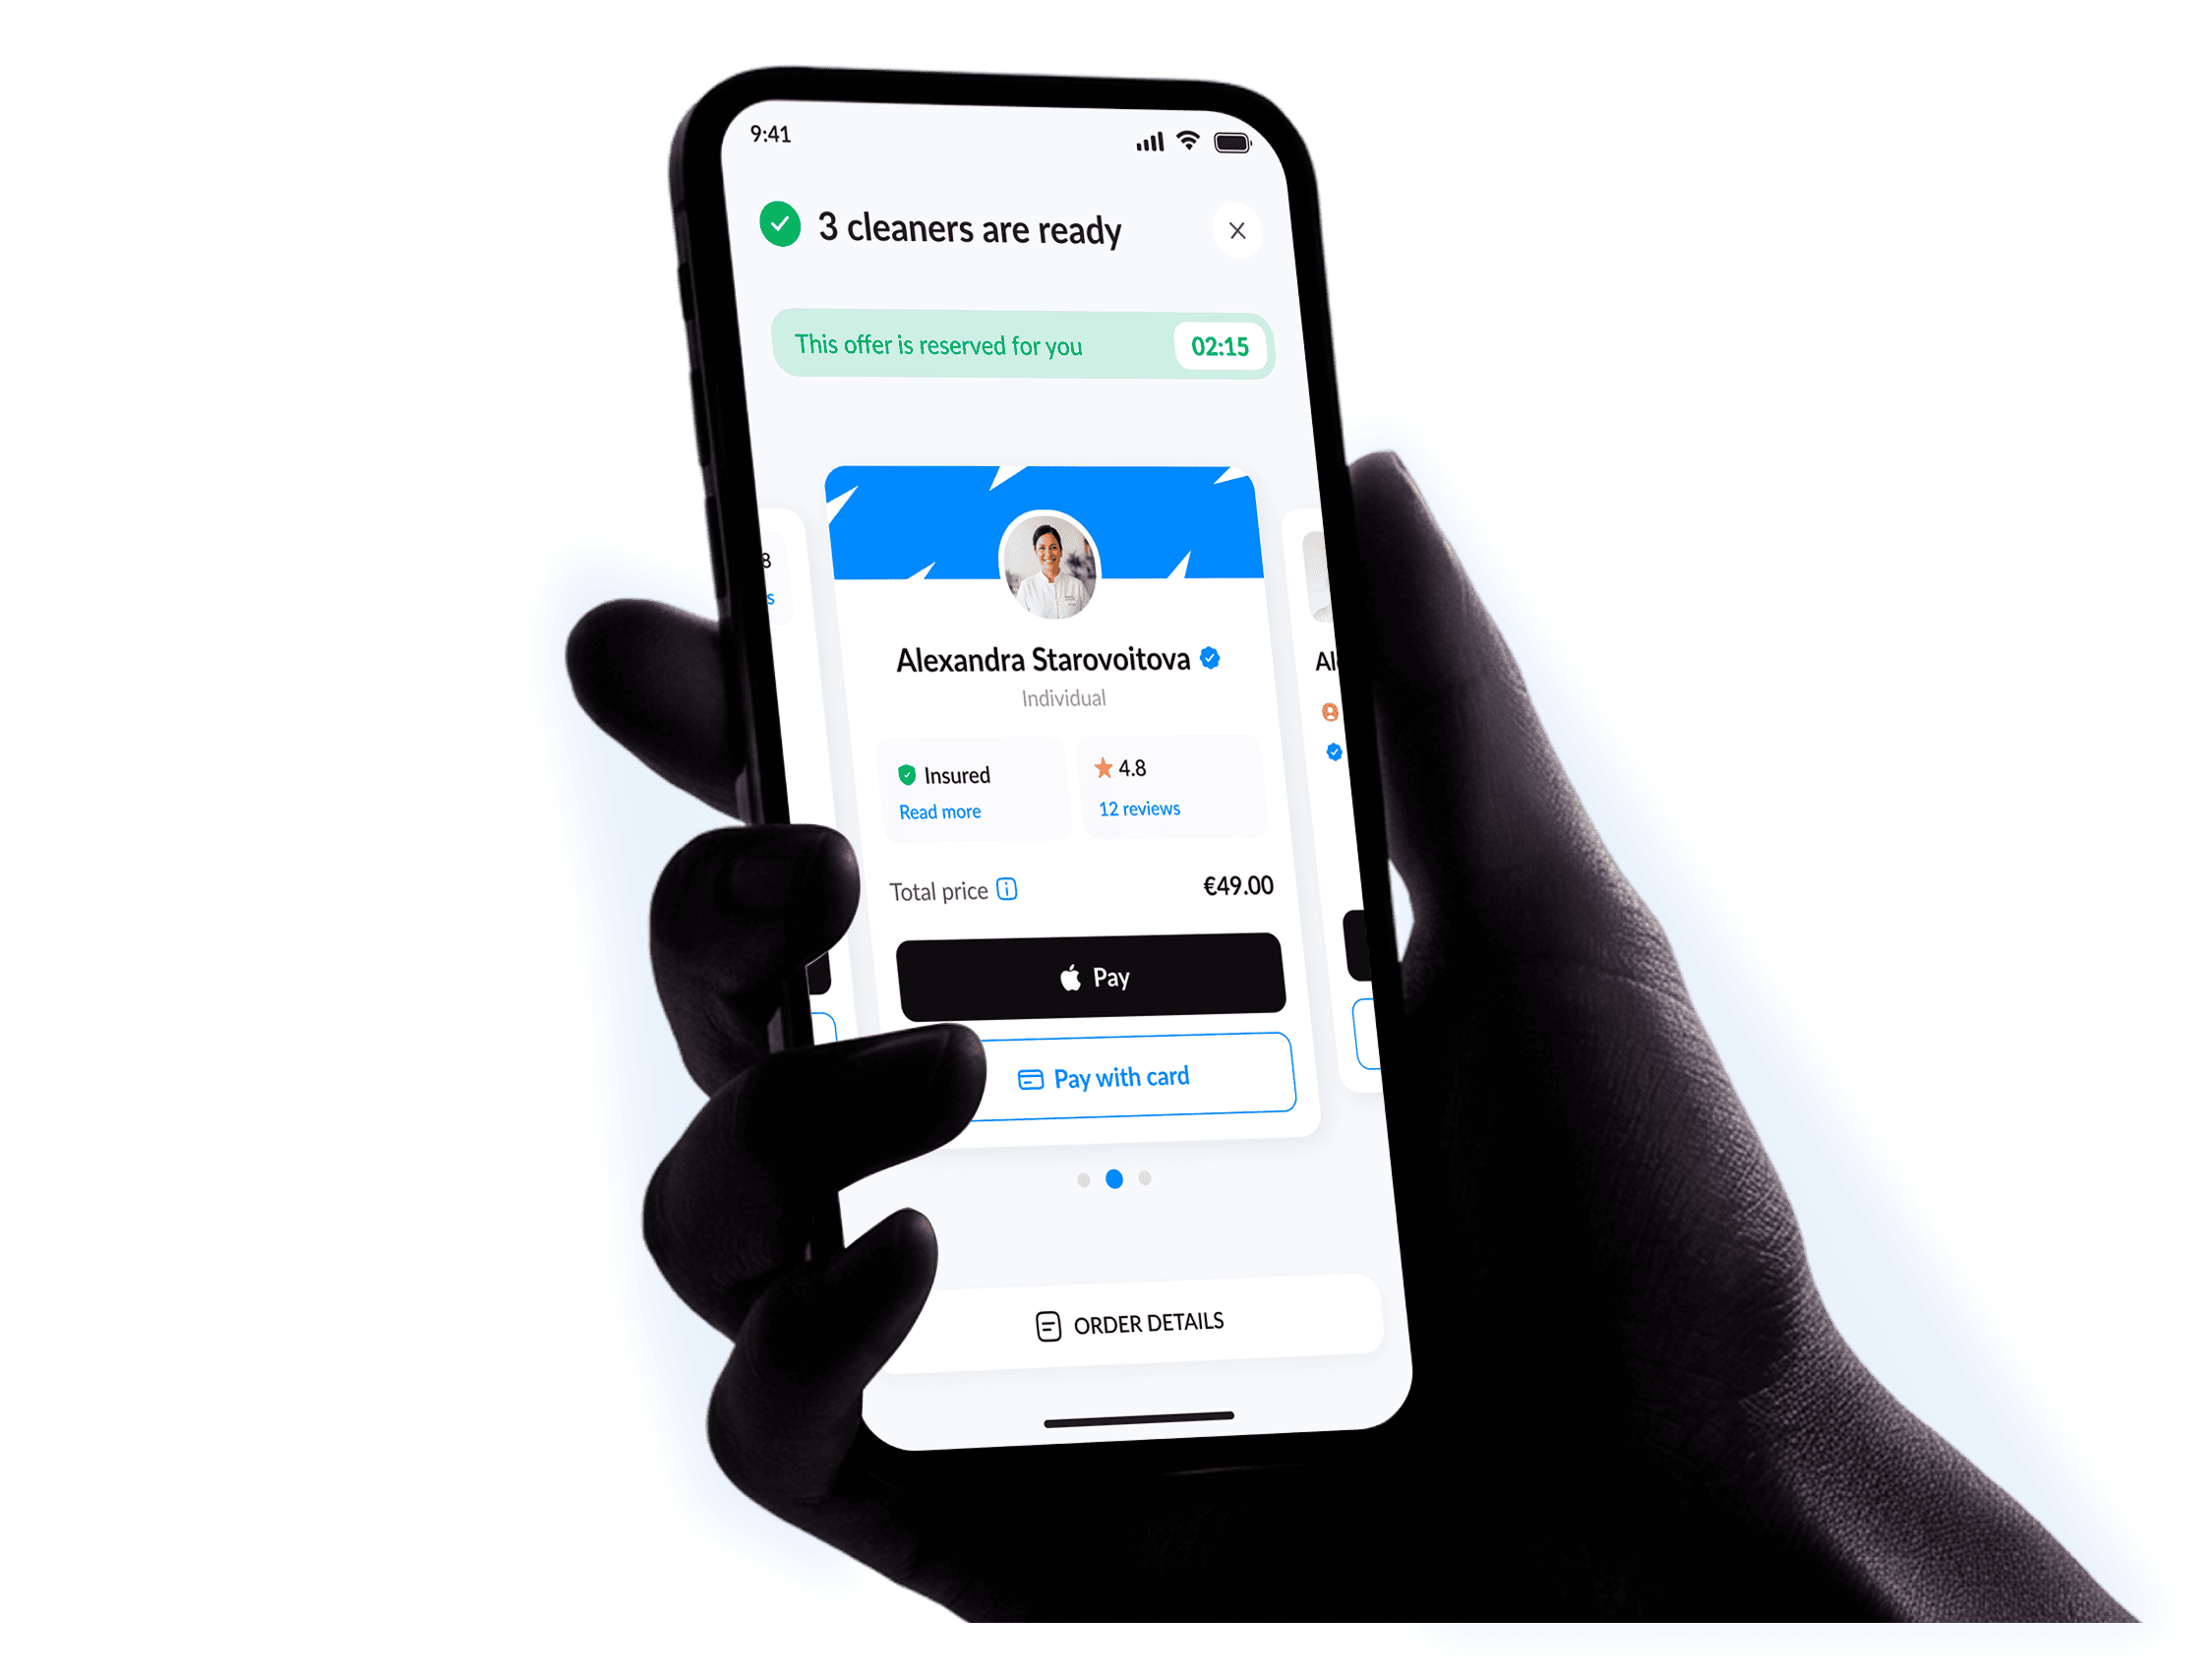 9:41
3 cleaners are ready
This offer is reserved for you 02:15
Alexandra Starovoitova
Individual
Insured
Read more
4.8
12 reviews
Total price €49.00
Pay
Pay with card
ORDER DETAILS